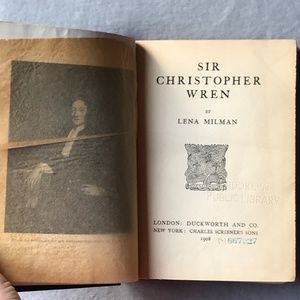 SIR
CHRISTOPHER
WREN
BY
LENA MILMAN
PUBLIC LIBRARY
LONDON: DUCKWORTH AND CO.
NEW YORK: CHARLES SCRIBNER'S SONS
1908